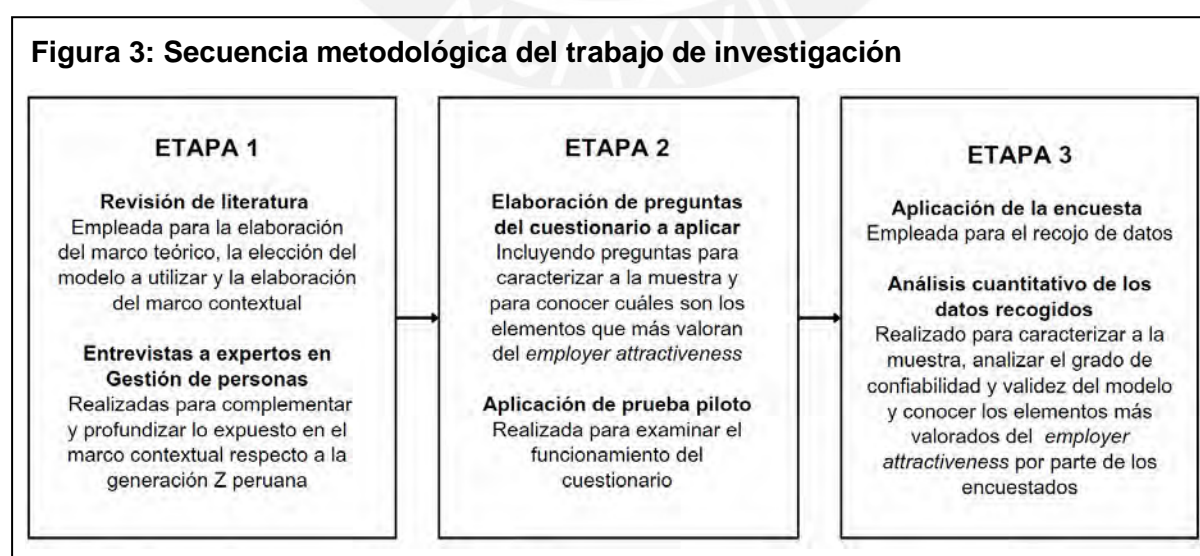 MCMXVII
Figura 3: Secuencia metodológica del trabajo de investigación
ETAPA 1
Revisión de literatura
Empleada para la elaboración
del marco teórico, la elección del
modelo a utilizar y la elaboración
del marco contextual
Entrevistas a expertos en
Gestión de personas
Realizadas para complementar
y profundizar lo expuesto en el
marco contextual respecto a la
generación Z peruana
ETAPA 2
Elaboración de preguntas
del cuestionario a aplicar
Incluyendo preguntas para
caracterizar a la muestra y
para conocer cuáles son los
elementos que más valoran
del employer attractiveness
Aplicación de prueba piloto
Realizada para examinar el
funcionamiento del
cuestionario
ETAPA 3
Aplicación de la encuesta
Empleada para el recojo de datos
Análisis cuantitativo de los
datos recogidos
Realizado para caracterizar a la
muestra, analizar el grado de
confiabilidad y validez del modelo
y conocer los elementos más
valorados del employer
attractiveness por parte de los
encuestados